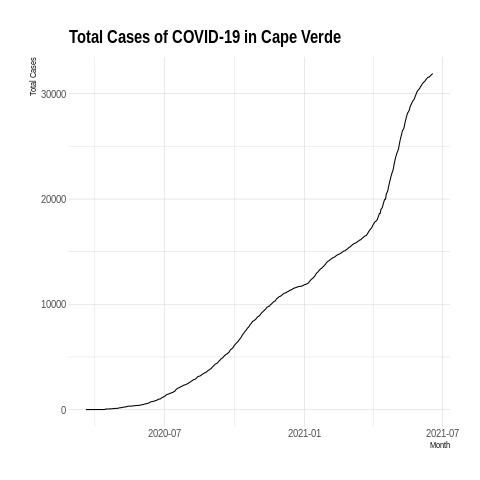 Total Cases of COVID-19 in Cape Verde
Total Cases
30000
20000
10000
0
2020-07
2021-01
2021-07
Month